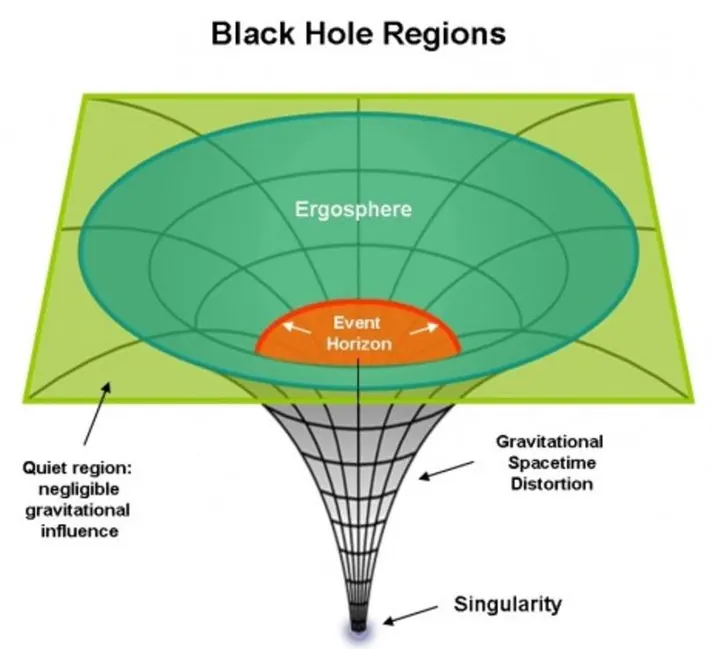 Black Hole Regions
Ergosphere
Event
Horizon
Quiet region:
negligible
gravitational
influence
Gravitational
Spacetime
Distortion
Singularity